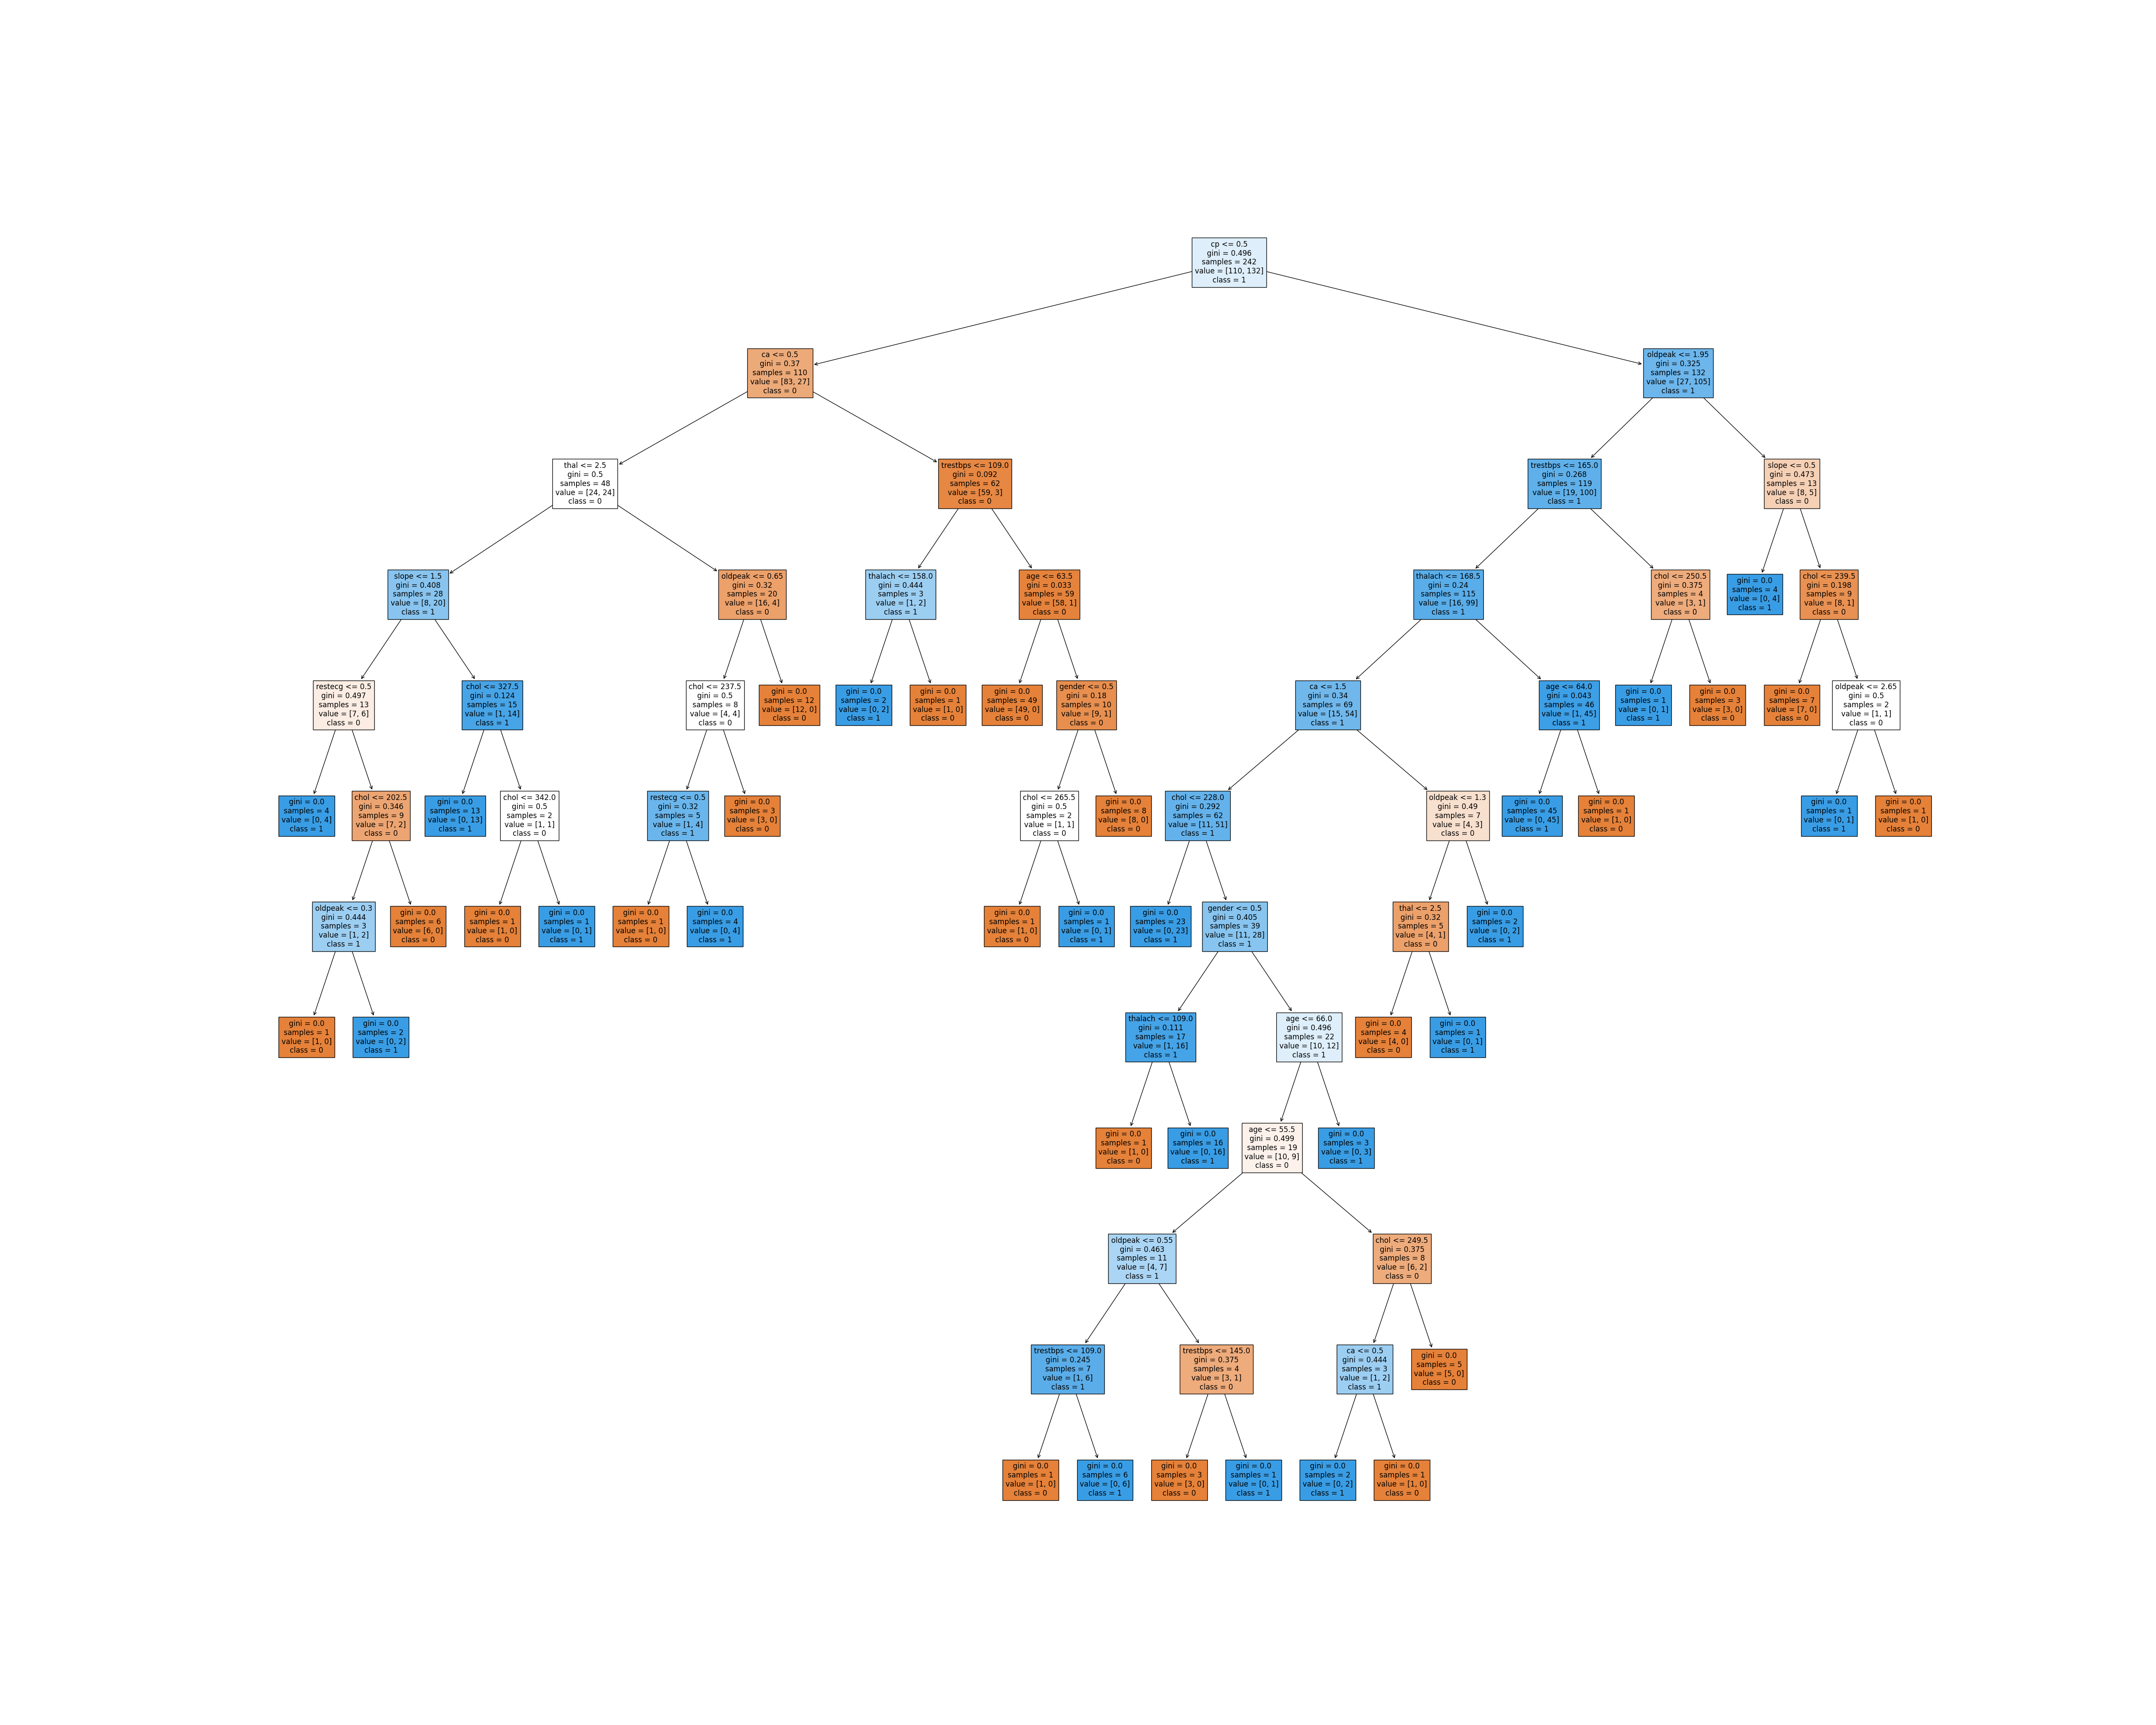 cp <= 0.5
gini = 0.496
samples = 242
value = [110, 132]
class = 1
ca <= 0.5
gini = 0.37
samples = 110
value = [83, 27]
class = 0
oldpeak <= 1.95
gini = 0.325
samples = 132
value = [27, 105]
class = 1
thal <= 2.5
gini = 0.5
samples = 48
value = [24, 24]
class = 0
trestbps <= 109.0
gini = 0.092
samples = 62
value = [59, 3]
class = 0
trestbps <= 165.0
gini = 0.268
samples = 119
value = [19, 100]
class = 1
slope <= 0.5
gini = 0.473
samples = 13
value = [8, 5]
class = 0
slope <= 1.5
gini = 0.408
samples = 28
value = [8, 20]
class = 1
oldpeak <= 0.65
gini = 0.32
samples = 20
value = [16, 4]
class = 0
thalach <= 158.0
gini = 0.444
samples = 3
value = [1, 2]
class = 1
age <= 63.5
gini = 0.033
samples = 59
value = [58, 1]
class = 0
thalach <= 168.5
gini = 0.24
samples = 115
value = [16, 99]
class = 1
chol <= 250.5
gini = 0.375
samples = 4
value = [3, 1]
class = 0
gini = 0.0
samples = 4
value = [0, 4]
class = 1
chol <= 239.5
gini = 0.198
samples = 9
value = [8, 1]
class = 0
restecg <= 0.5
gini = 0.497
samples = 13
value = [7, 6]
class = 0
chol <= 327.5
gini = 0.124
samples = 15
value = [1, 14]
class = 1
chol <= 237.5
gini = 0.5
samples = 8
value = [4, 4]
class = 0
gini = 0.0
samples = 12
value = [12, 0]
class = 0
gini = 0.0
samples = 2
value = [0, 2]
class = 1
gini = 0.0
samples = 1
value = [1, 0]
class = 0
gini = 0.0
samples = 49
value = [49, 0]
class = 0
gender <= 0.5
gini = 0.18
samples = 10
value = [9, 1]
class = 0
ca <= 1.5
gini = 0.34
samples = 69
value = [15, 54]
class = 1
age <= 64.0
gini = 0.043
samples = 46
value = [1, 45]
class = 1
gini = 0.0
samples = 1
value = [0, 1]
class = 1
gini = 0.0
samples = 3
value = [3, 0]
class = 0
gini = 0.0
samples = 7
value = [7, 0]
class = 0
oldpeak <= 2.65
gini = 0.5
samples = 2
value = [1, 1]
class = 0
gini = 0.0
samples = 4
value = [0, 4]
class = 1
chol <= 202.5
gini = 0.346
samples = 9
value = [7, 2]
class = 0
gini = 0.0
samples = 13
value = [0, 13]
class = 1
chol <= 342.0
gini = 0.5
samples = 2
value = [1, 1]
class = 0
restecg <= 0.5
gini = 0.32
samples = 5
value = [1, 4]
class = 1
gini = 0.0
samples = 3
value = [3, 0]
class = 0
chol <= 265.5
gini = 0.5
samples = 2
value = [1, 1]
class = 0
gini = 0.0
samples = 8
value = [8, 0]
class = 0
chol <= 228.0
gini = 0.292
samples = 62
value = [11, 51]
class = 1
oldpeak <= 1.3
gini = 0.49
samples = 7
value = [4, 3]
class = 0
gini = 0.0
samples = 45
value = [0, 45]
class = 1
gini = 0.0
samples = 1
value = [1, 0]
class = 0
gini = 0.0
samples = 1
value = [0, 1]
class = 1
gini = 0.0
samples = 1
value = [1, 0]
class = 0
oldpeak <= 0.3
gini = 0.444
samples = 3
value = [1, 2]
class = 1
gini = 0.0
samples = 6
value = [6, 0]
class = 0
gini = 0.0
samples = 1
value = [1, 0]
class = 0
gini = 0.0
samples = 1
value = [0, 1]
class = 1
gini = 0.0
samples = 1
value = [1, 0]
class = 0
gini = 0.0
samples = 4
value = [0, 4]
class = 1
gini = 0.0
samples = 1
value = [1, 0]
class = 0
gini = 0.0
samples = 1
value = [0, 1]
class = 1
gini = 0.0
samples = 23
value = [0, 23]
class = 1
gender <= 0.5
gini = 0.405
samples = 39
value = [11, 28]
class = 1
thal <= 2.5
gini = 0.32
samples = 5
value = [4, 1]
class = 0
gini = 0.0
samples = 2
value = [0, 2]
class = 1
gini = 0.0
samples = 1
value = [1, 0]
class = 0
gini = 0.0
samples = 2
value = [0, 2]
class = 1
thalach <= 109.0
gini = 0.111
samples = 17
value = [1, 16]
class = 1
age <= 66.0
gini = 0.496
samples = 22
value = [10, 12]
class = 1
gini = 0.0
samples = 4
value = [4, 0]
class = 0
gini = 0.0
samples = 1
value = [0, 1]
class = 1
gini = 0.0
samples = 1
value = [1, 0]
class = 0
gini = 0.0
samples = 16
value = [0, 16]
class = 1
age <= 55.5
gini = 0.499
samples = 19
value = [10, 9]
class = 0
gini = 0.0
samples = 3
value = [0, 3]
class = 1
oldpeak <= 0.55
gini = 0.463
samples = 11
value = [4, 7]
class = 1
chol <= 249.5
gini = 0.375
samples = 8
value = [6, 2]
class = 0
trestbps <= 109.0
gini = 0.245
samples = 7
value = [1, 6]
class = 1
trestbps <= 145.0
gini = 0.375
samples = 4
value = [3, 1]
class = 0
ca <= 0.5
gini = 0.444
samples = 3
value = [1, 2]
class = 1
gini = 0.0
samples = 5
value = [5, 0]
class = 0
gini = 0.0
samples = 1
value = [1, 0]
class = 0
gini = 0.0
samples = 6
value = [0, 6]
class = 1
gini = 0.0
samples = 3
value = [3, 0]
class = 0
gini = 0.0
samples = 1
value = [0, 1]
class = 1
gini = 0.0
samples = 2
value = [0, 2]
class = 1
gini = 0.0
samples = 1
value = [1, 0]
class = 0